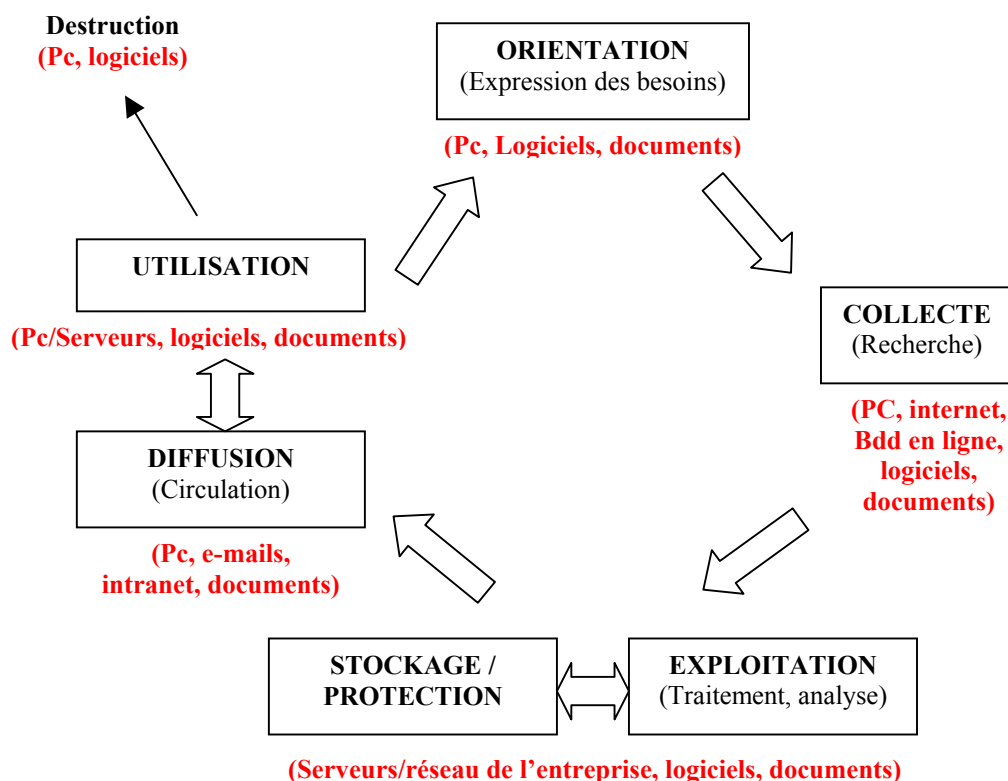 Destruction
(Pc, logiciels)
ORIENTATION
(Expression des besoins)
(Pc, Logiciels, documents)
UTILISATION
(Pc/Serveurs, logiciels, documents)
COLLECTE
(Recherche)
(PC, internet,
Bdd en ligne,
logiciels,
documents)
DIFFUSION
(Circulation)
(Pc, e-mails,
intranet, documents)
STOCKAGE /
PROTECTION
EXPLOITATION
(Traitement, analyse)
(Serveurs/réseau de l’entreprise, logiciels, documents)